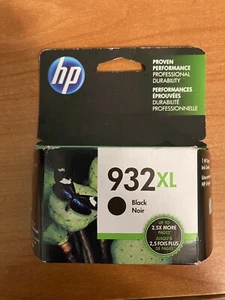 hp
PROVEN
PERFORMANCE
PROFESSIONAL
DURABILITY
PERFORMANCES
ÉPROUVÉES
DURABILITÉ
PROFESSIONNELLE
932XL
Black
Noir
UP TO
2.5X MORE
PAGES
JUSQU'À
2,5 FOIS PLUS
DE PAGES